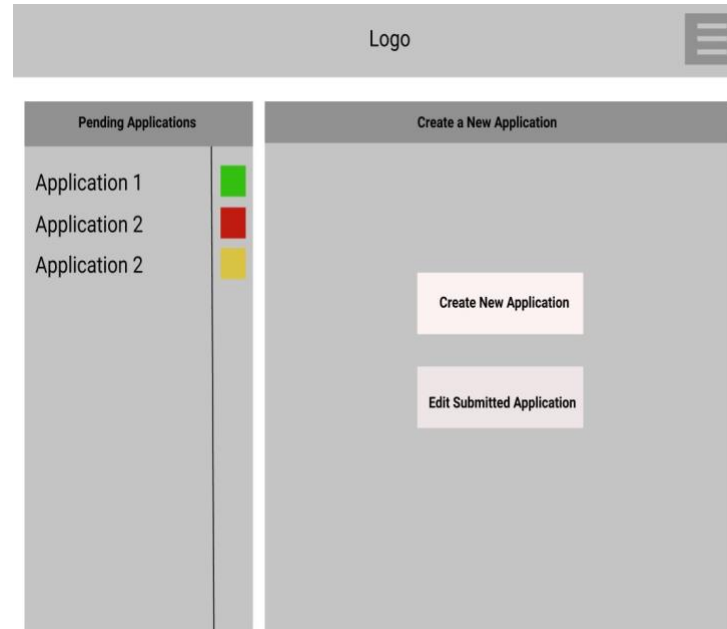 Logo
Pending Applications
Create a New Application
Application 1
Application 2
Application 2
Create New Application
Edit Submitted Application